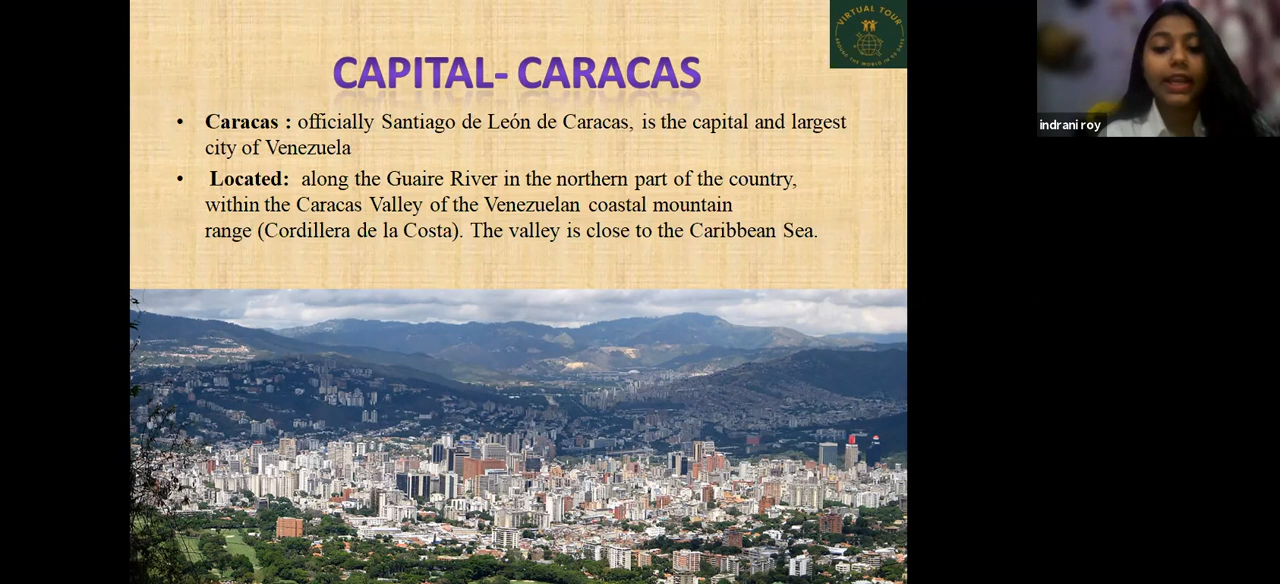 VIRTUAL TOUR
CAPITAL- CARACAS
• Caracas : officially Santiago de León de Caracas, is the capital and largest
city of Venezuela
• Located: along the Guaire River in the northern part of the country,
within the Caracas Valley of the Venezuelan coastal mountain
range (Cordillera de la Costa). The valley is close to the Caribbean Sea.
indrani roy